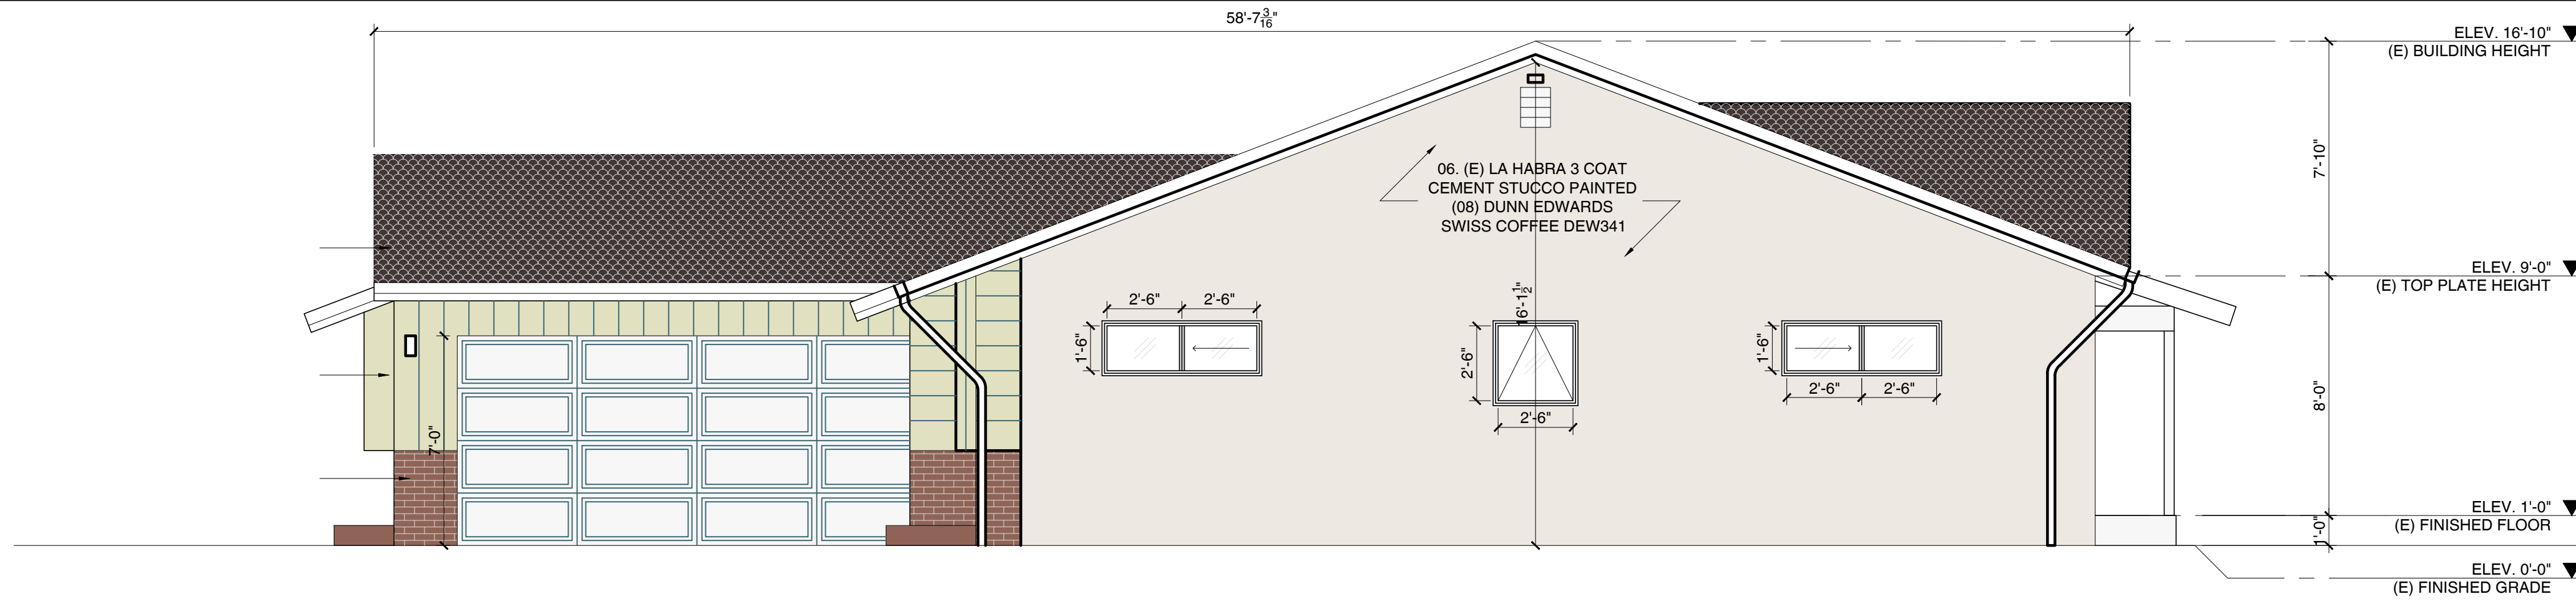 58'-7 3/16"
ELEV. 16'-10"
(E) BUILDING HEIGHT
7'-10"
06. (E) LA HABRA 3 COAT
CEMENT STUCCO PAINTED
(08) DUNN EDWARDS
SWISS COFFEE DEW341
ELEV. 9'-0"
(E) TOP PLATE HEIGHT
16'-1 1/2"
2'-6" 2'-6"
1'-6"
2'-6"
2'-6"
1'-6"
2'-6" 2'-6"
8'-0"
7'-0"
ELEV. 1'-0"
(E) FINISHED FLOOR
1'-0"
ELEV. 0'-0"
(E) FINISHED GRADE